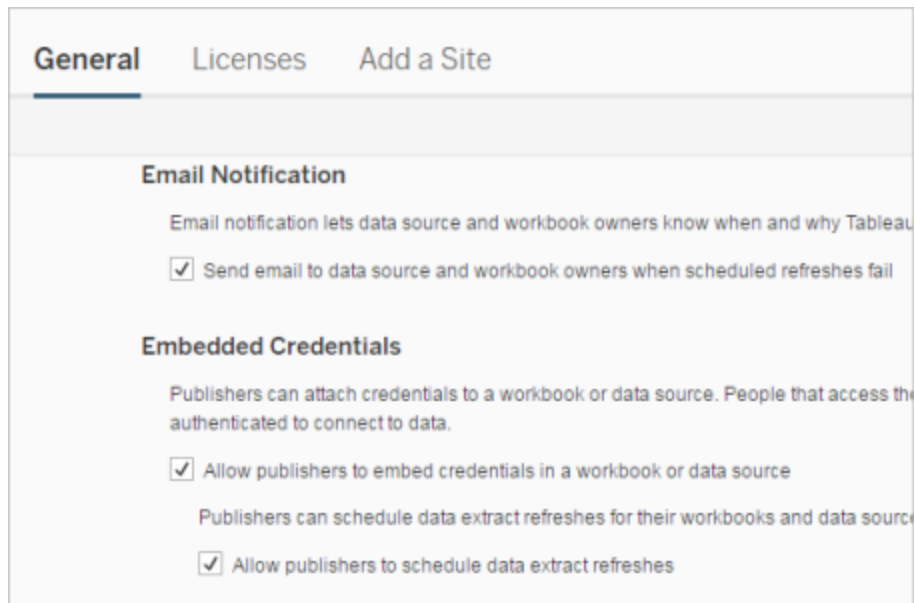 General Licenses Add a Site
Email Notification
Email notification lets data source and workbook owners know when and why Tableau
Send email to data source and workbook owners when scheduled refreshes fail
Embedded Credentials
Publishers can attach credentials to a workbook or data source. People that access the
authenticated to connect to data.
Allow publishers to embed credentials in a workbook or data source
Publishers can schedule data extract refreshes for their workbooks and data source
Allow publishers to schedule data extract refreshes